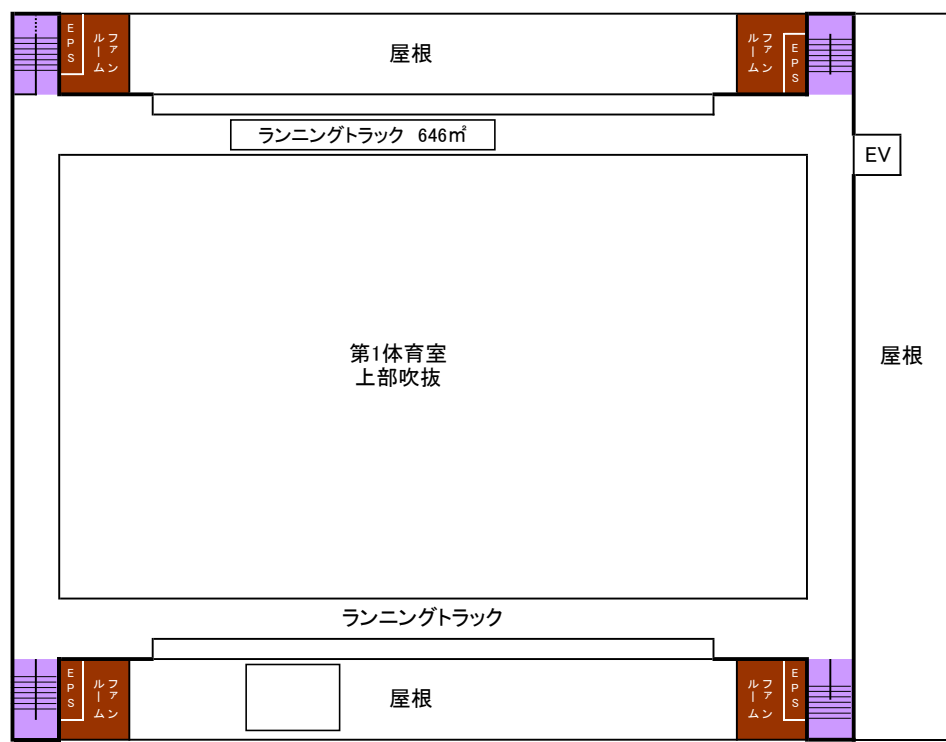 EPS
ファン
ルーム
屋根
ファン
ルーム
EPS
ランニングトラック 646㎡
EV
第1体育室
上部吹抜
屋根
ランニングトラック
EPS
ファン
ルーム
屋根
ファン
ルーム
EPS